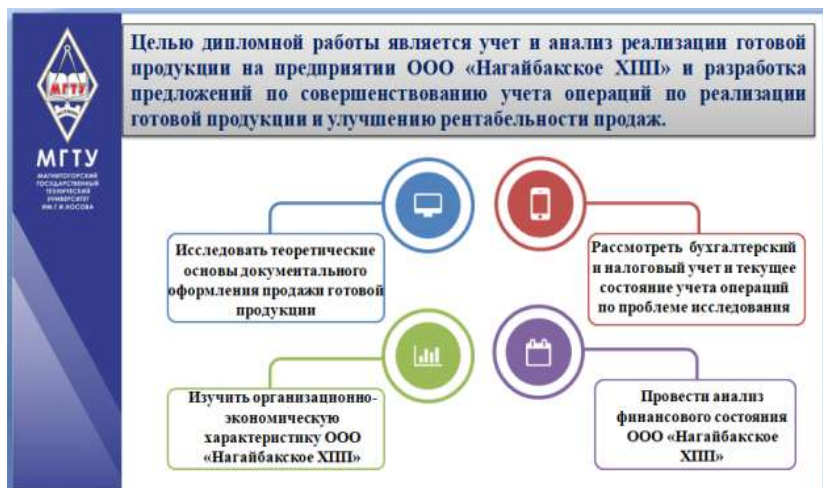 Целью дипломной работы является учет и анализ реализации готовой
продукции на предприятии ООО «Нагайбакское ХПП» и разработка
предложений по совершенствованию учета операций по реализации
готовой продукции и улучшению рентабельности продаж.
МГТУ
МГТУ
МАГНИТОГОРСКИЙ
ГОСУДАРСТВЕННЫЙ
ТЕХНИЧЕСКИЙ
УНИВЕРСИТЕТ
ИМ.Г.И.НОСОВА
Исследовать теоретические
основы документального
оформления продажи готовой
продукции
Рассмотреть бухгалтерский
и налоговый учет и текущее
состояние учета операций
по проблеме исследования
Изучить организационно-
экономическую
характеристику ООО
«Нагайбакское ХПП»
Провести анализ
финансового состояния
ООО «Нагайбакское
ХПП»